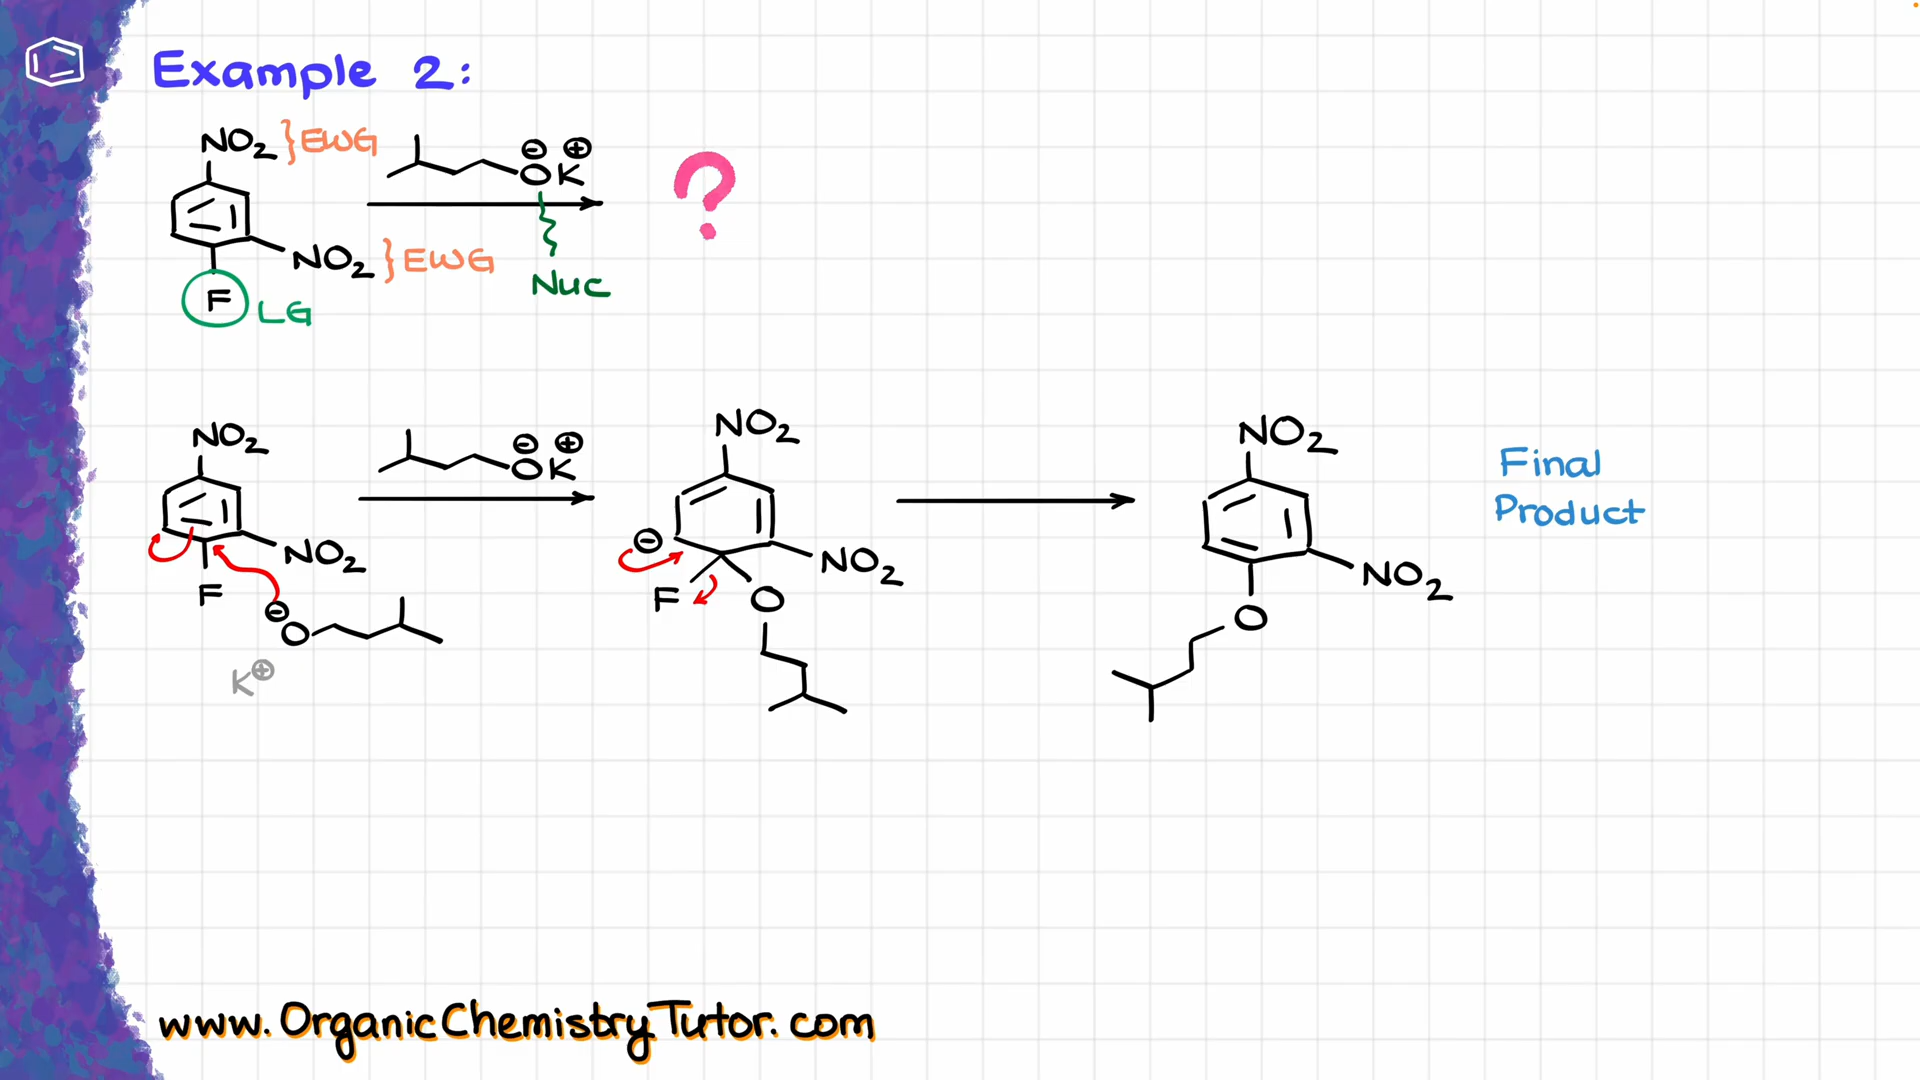 Example 2:
NO₂ } EWG
⊖ ⊕
OK
NO₂ } EWG
F LG
Nuc
?
NO₂
⊖ ⊕
OK
NO₂
F
⊖
O
K⊕
NO₂
⊖
NO₂
F
O
NO₂
NO₂
O
Final
Product
www.OrganicChemistryTutor.com